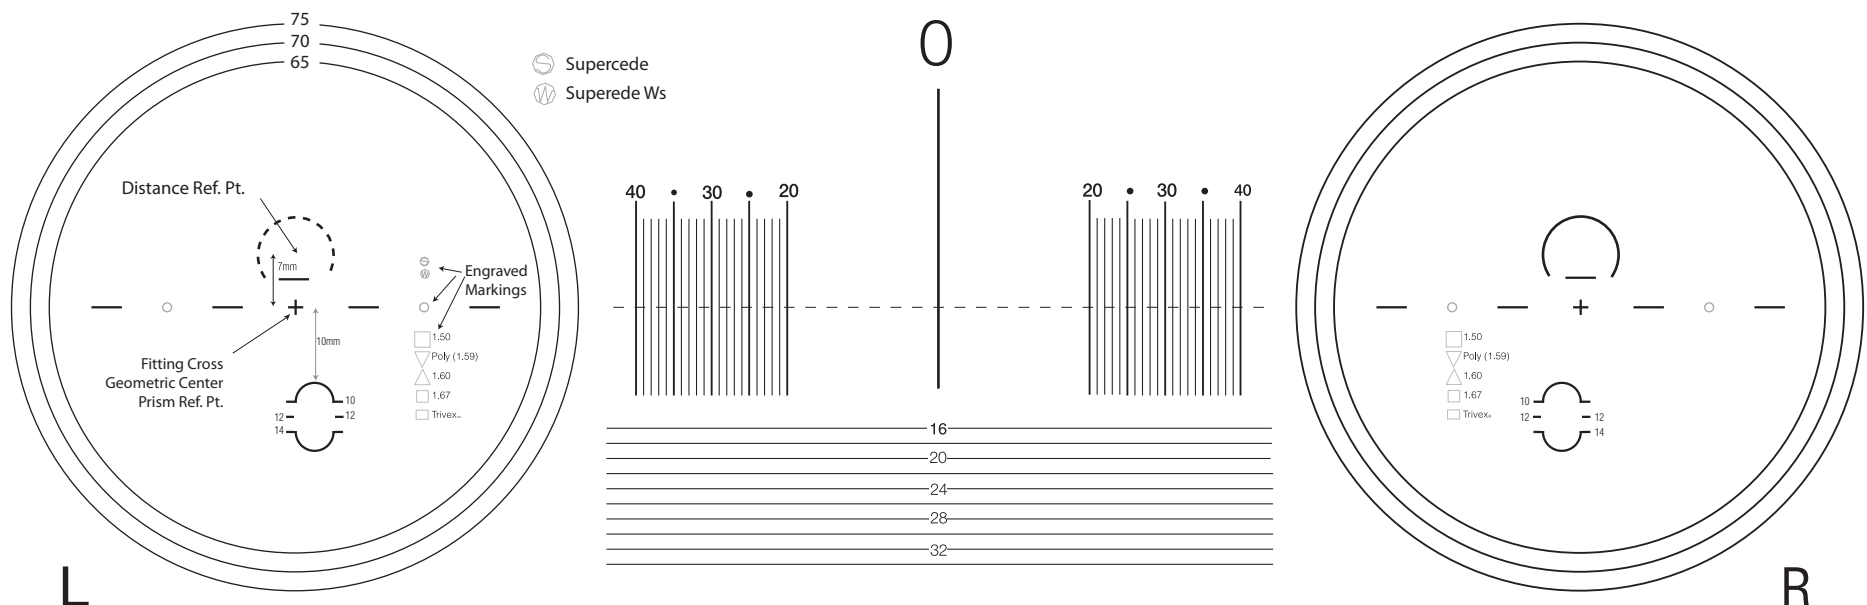 75
70
65
Supercede
Superede Ws
O
Distance Ref. Pt.
7mm
S
W
Engraved
Markings
1.50
Poly (1.59)
1.60
1.67
Trivex®
10mm
Fitting Cross
Geometric Center
Prism Ref. Pt.
10
12 12
14
L
40 • 30 • 20
20 • 30 • 40
16
20
24
28
32
1.50
Poly (1.59)
1.60
1.67
Trivex®
10
12 12
14
R